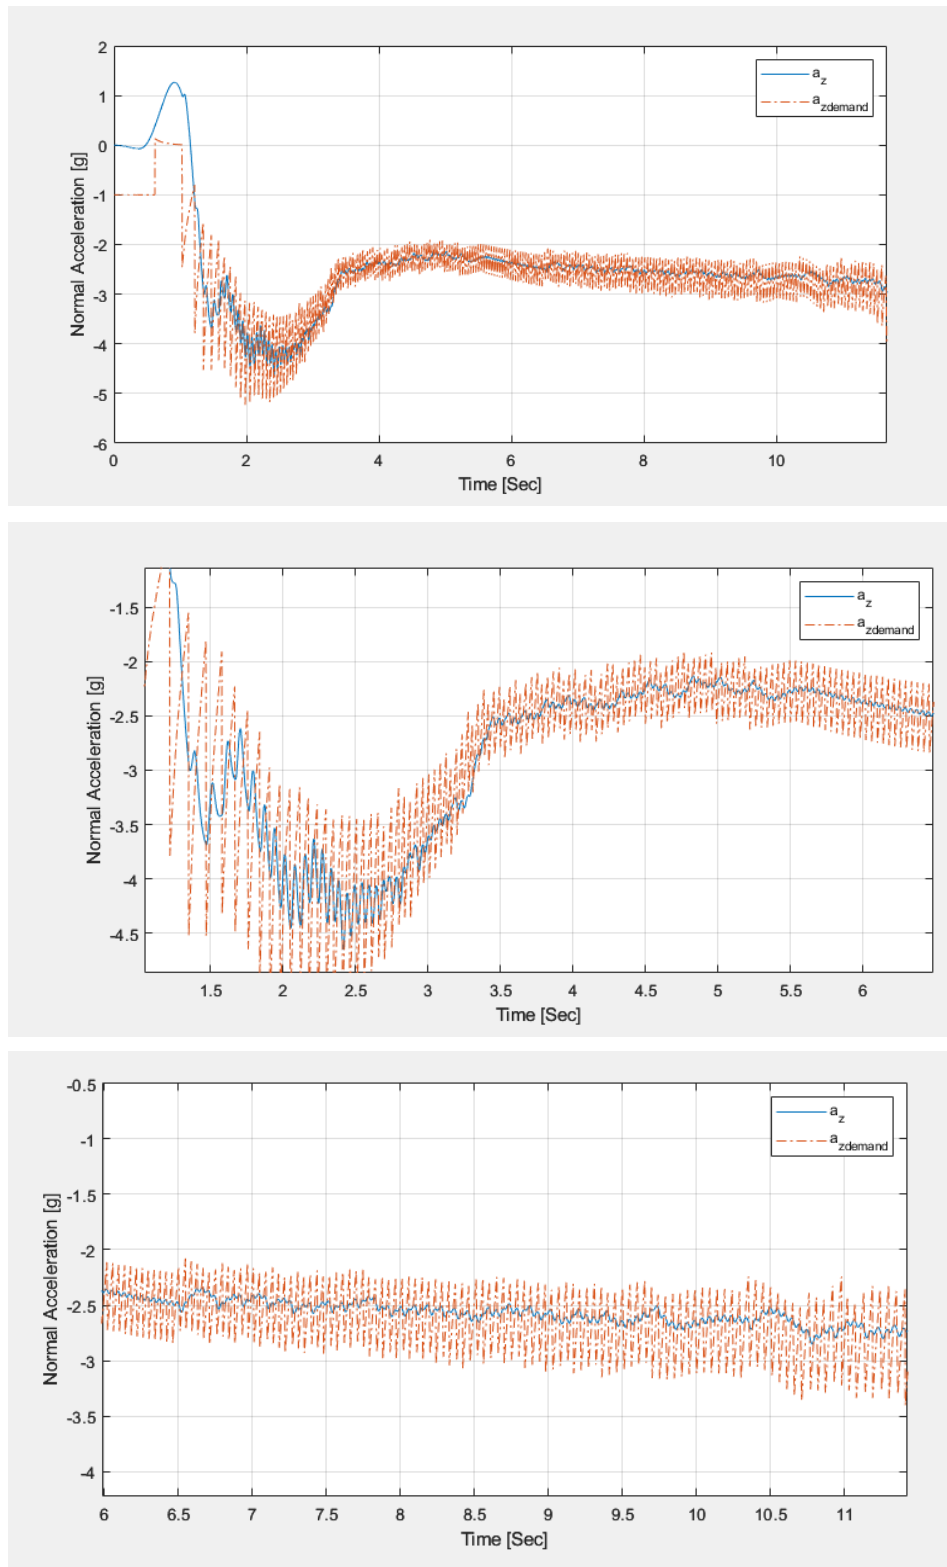 2
1
0
-1
-2
-3
-4
-5
-6
Normal Acceleration [g]
a_z
a_zdemand
0 2 4 6 8 10
Time [Sec]
-1.5
-2
-2.5
-3
-3.5
-4
-4.5
Normal Acceleration [g]
a_z
a_zdemand
1.5 2 2.5 3 3.5 4 4.5 5 5.5 6
Time [Sec]
-0.5
-1
-1.5
-2
-2.5
-3
-3.5
-4
Normal Acceleration [g]
a_z
a_zdemand
6 6.5 7 7.5 8 8.5 9 9.5 10 10.5 11
Time [Sec]